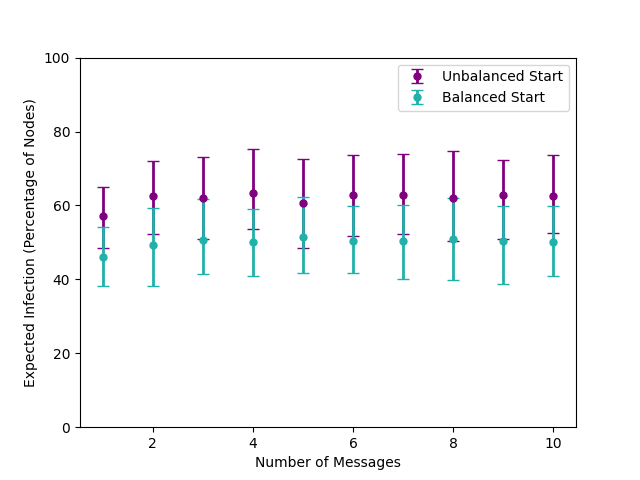 100
80
60
40
20
0
Expected Infection (Percentage of Nodes)
Unbalanced Start
Balanced Start
2 4 6 8 10
Number of Messages